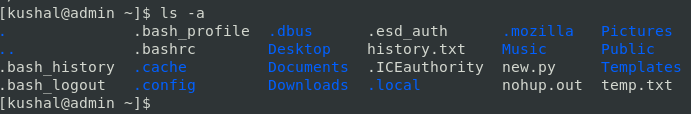 [kushal@admin ~]$ ls -a
. .bash_profile .dbus .esd_auth .mozilla Pictures
.. .bashrc Desktop history.txt Music Public
.bash_history .cache Documents .ICEauthority new.py Templates
.bash_logout .config Downloads .local nohup.out temp.txt
[kushal@admin ~]$